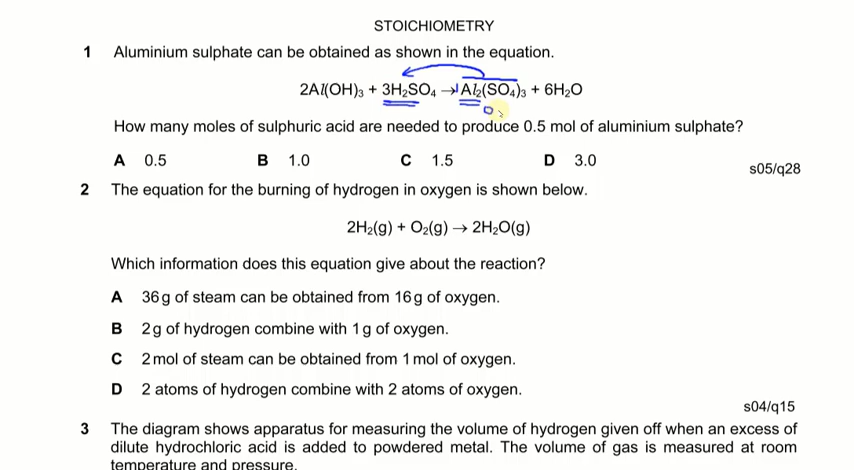 STOICHIOMETRY
1 Aluminium sulphate can be obtained as shown in the equation.
2Al(OH)₃ + 3H₂SO₄ → 1 Al₂(SO₄)₃ + 6H₂O
0.
How many moles of sulphuric acid are needed to produce 0.5 mol of aluminium sulphate?
A 0.5 B 1.0 C 1.5 D 3.0
s05/q28
2 The equation for the burning of hydrogen in oxygen is shown below.
2H₂(g) + O₂(g) → 2H₂O(g)
Which information does this equation give about the reaction?
A 36 g of steam can be obtained from 16 g of oxygen.
B 2 g of hydrogen combine with 1 g of oxygen.
C 2 mol of steam can be obtained from 1 mol of oxygen.
D 2 atoms of hydrogen combine with 2 atoms of oxygen.
s04/q15
3 The diagram shows apparatus for measuring the volume of hydrogen given off when an excess of
dilute hydrochloric acid is added to powdered metal. The volume of gas is measured at room
temperature and pressure.